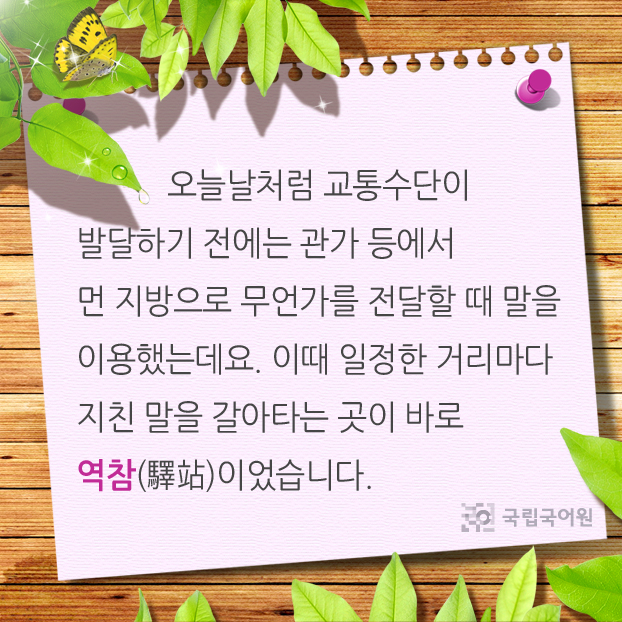 오늘날처럼 교통수단이
발달하기 전에는 관가 등에서
먼 지방으로 무언가를 전달할 때 말을
이용했는데요. 이때 일정한 거리마다
지친 말을 갈아타는 곳이 바로
역참(驛站)이었습니다.
국립국어원